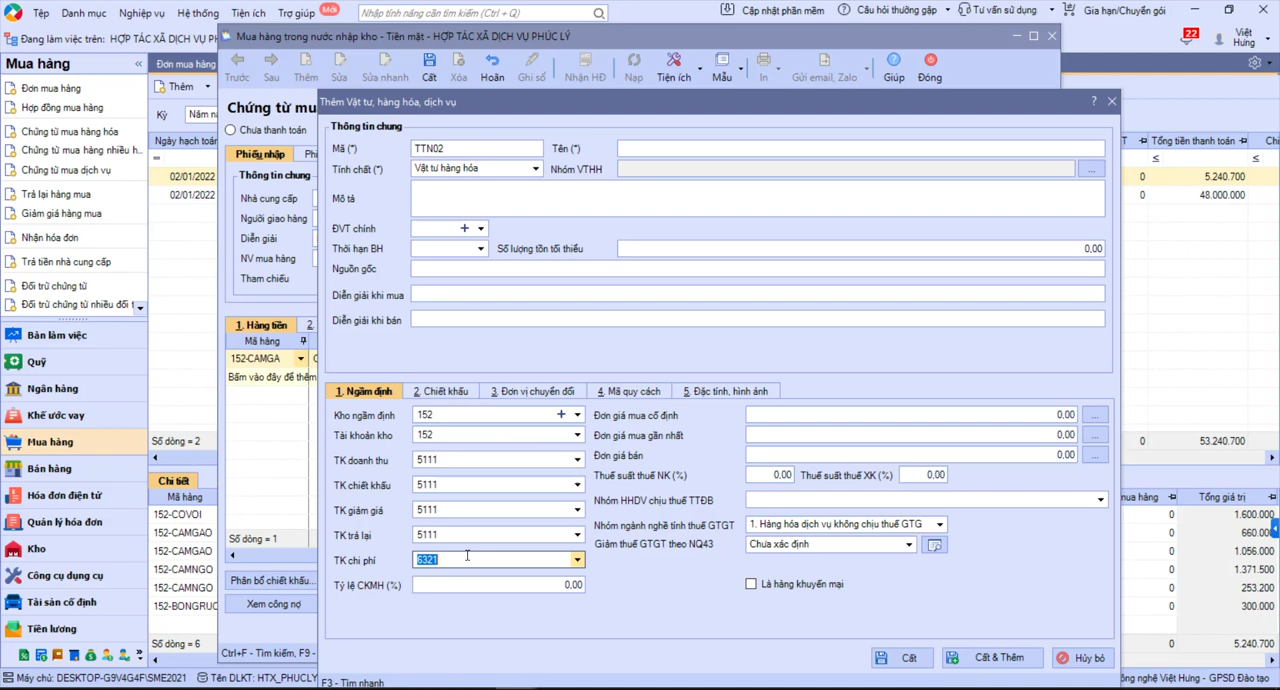 Tệp Danh mục Nghiệp vụ Hệ thống Tiện ích Trợ giúp Mới Nhập tính năng cần tìm kiếm (Ctrl + Q) Cập nhật phần mềm Câu hỏi thường gặp Tư vấn sử dụng Gia hạn/Chuyển gói
Đang làm việc trên: HỢP TÁC XÃ DỊCH VỤ PH 22 Việt Hưng
Mua hàng trong nước nhập kho - Tiền mặt - HỢP TÁC XÃ DỊCH VỤ PHÚC LÝ
Mua hàng «
Đơn mua hàng
Hợp đồng mua hàng
Chứng từ mua hàng hóa
Chứng từ mua hàng nhiều h
Chứng từ mua dịch vụ
Trả lại hàng mua
Giảm giá hàng mua
Nhận hóa đơn
Trả tiền nhà cung cấp
Đối trừ chứng từ
Đối trừ chứng từ nhiều đối t
Bàn làm việc
Quỹ
Ngân hàng
Khế ước vay
Mua hàng
Bán hàng
Hóa đơn điện tử
Quản lý hóa đơn
Kho
Công cụ dụng cụ
Tài sản cố định
Tiền lương
Đơn mua hàng
Thêm
Kỳ Năm na
Ngày hạch toán
=
02/01/2022
02/01/2022
Số dòng = 2
Chi tiết
Mã hàng
152-COVOI
152-CAMGAO
152-CAMGAO
152-CAMNGO
152-CAMNGO
152-BONGRUC
Số dòng = 6
Trước Sau Thêm Sửa Sửa nhanh Cất Xóa Hoãn Ghi sổ Nhận HĐ Nạp Tiện ích Mẫu In Gửi email, Zalo Giúp Đóng
Chứng từ mu
Chưa thanh toán
Phiếu nhập Phi
Thông tin chung
Nhà cung cấp
Người giao hàng
Diễn giải
NV mua hàng
Tham chiếu
1. Hàng tiền 2
Mã hàng
152-CAMGA C
Bấm vào đây để thêm
Số dòng = 1
Phân bổ chiết khấu...
Xem công nợ
Ctrl+F - Tìm kiếm, F9 -
Thêm Vật tư, hàng hóa, dịch vụ ?
Thông tin chung
Mã (*) TTN02 Tên (*)
Tính chất (*) Vật tư hàng hóa Nhóm VTHH ...
Mô tả
ĐVT chính
Thời hạn BH Số lượng tồn tối thiểu 0,00
Nguồn gốc
Diễn giải khi mua
Diễn giải khi bán
1. Ngầm định 2. Chiết khấu 3. Đơn vị chuyển đổi 4. Mã quy cách 5. Đặc tính, hình ảnh
Kho ngầm định 152 Đơn giá mua cố định 0,00 ...
Tài khoản kho 152 Đơn giá mua gần nhất 0,00 ...
TK doanh thu 5111 Đơn giá bán 0,00 ...
Thuế suất thuế NK (%) 0,00 Thuế suất thuế XK (%) 0,00
TK chiết khấu 5111
Nhóm HHDV chịu thuế TTĐB
TK giảm giá 5111
Nhóm ngành nghề tính thuế GTGT 1. Hàng hóa dịch vụ không chịu thuế GTG
TK trả lại 5111
Giảm thuế GTGT theo NQ43 Chưa xác định
TK chi phí 6321
Tỷ lệ CKMH (%) 0,00 Là hàng khuyến mại
Cất Cất & Thêm Hủy bỏ
F3 - Tìm nhanh
T Tổng tiền thanh toán Chi
≤ ≤
0 5.240.700
0 48.000.000
0 53.240.700
mua hàng Tổng giá trị
0 1.600.000
0 660.00
0 1.056.000
0 1.371.500
0 253.200
0 300.000
0 5.240.700
Máy chủ: DESKTOP-G9V4G4F\SME2021 Tên DLKT: HTX_PHUCLY
ông nghệ Việt Hưng - GPSD Đào tạo